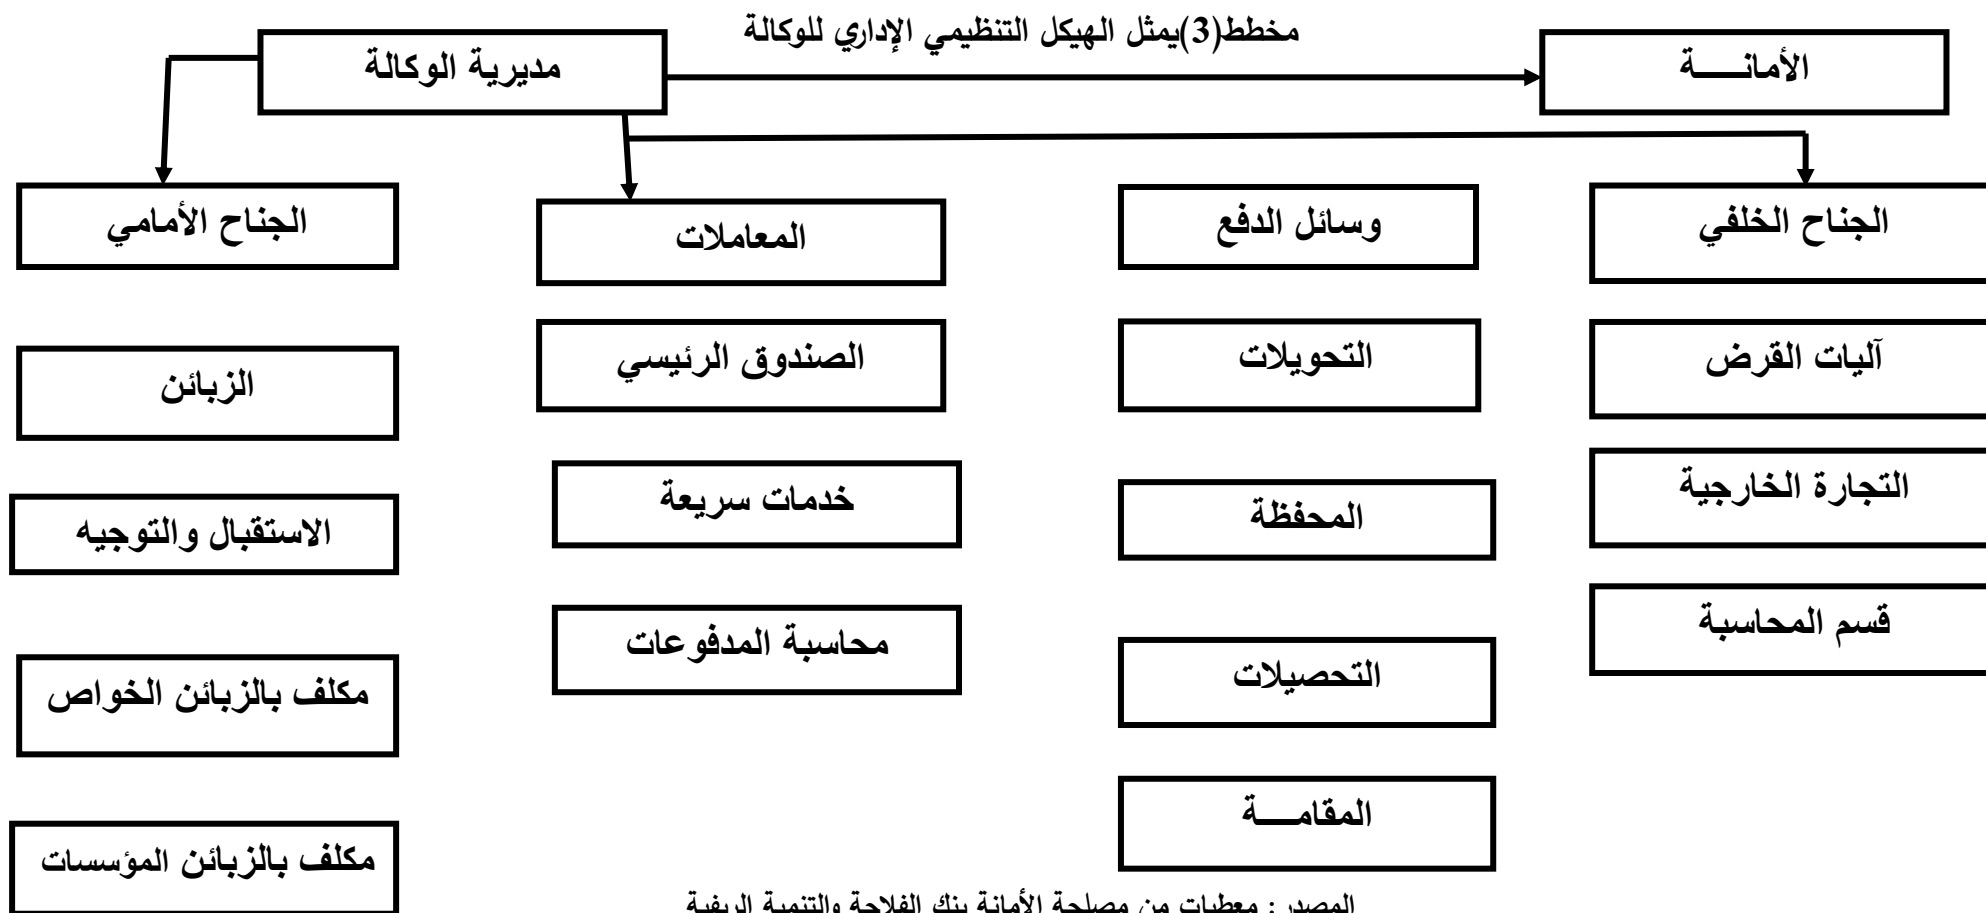 مخطط(3)يمثل الهيكل التنظيمي الإداري للوكالة
الأمانـــــة
مديرية الوكالة
الجناح الخلفي
وسائل الدفع
المعاملات
الجناح الأمامي
آليات القرض
التحويلات
الصندوق الرئيسي
الزبائن
التجارة الخارجية
المحفظة
خدمات سريعة
الاستقبال والتوجيه
قسم المحاسبة
التحصيلات
محاسبة المدفوعات
مكلف بالزبائن الخواص
المقامـــــة
مكلف بالزبائن المؤسسات
المصدر : معطيات من مصلحة الأمانة بنك الفلاحة والتنمية الريفية